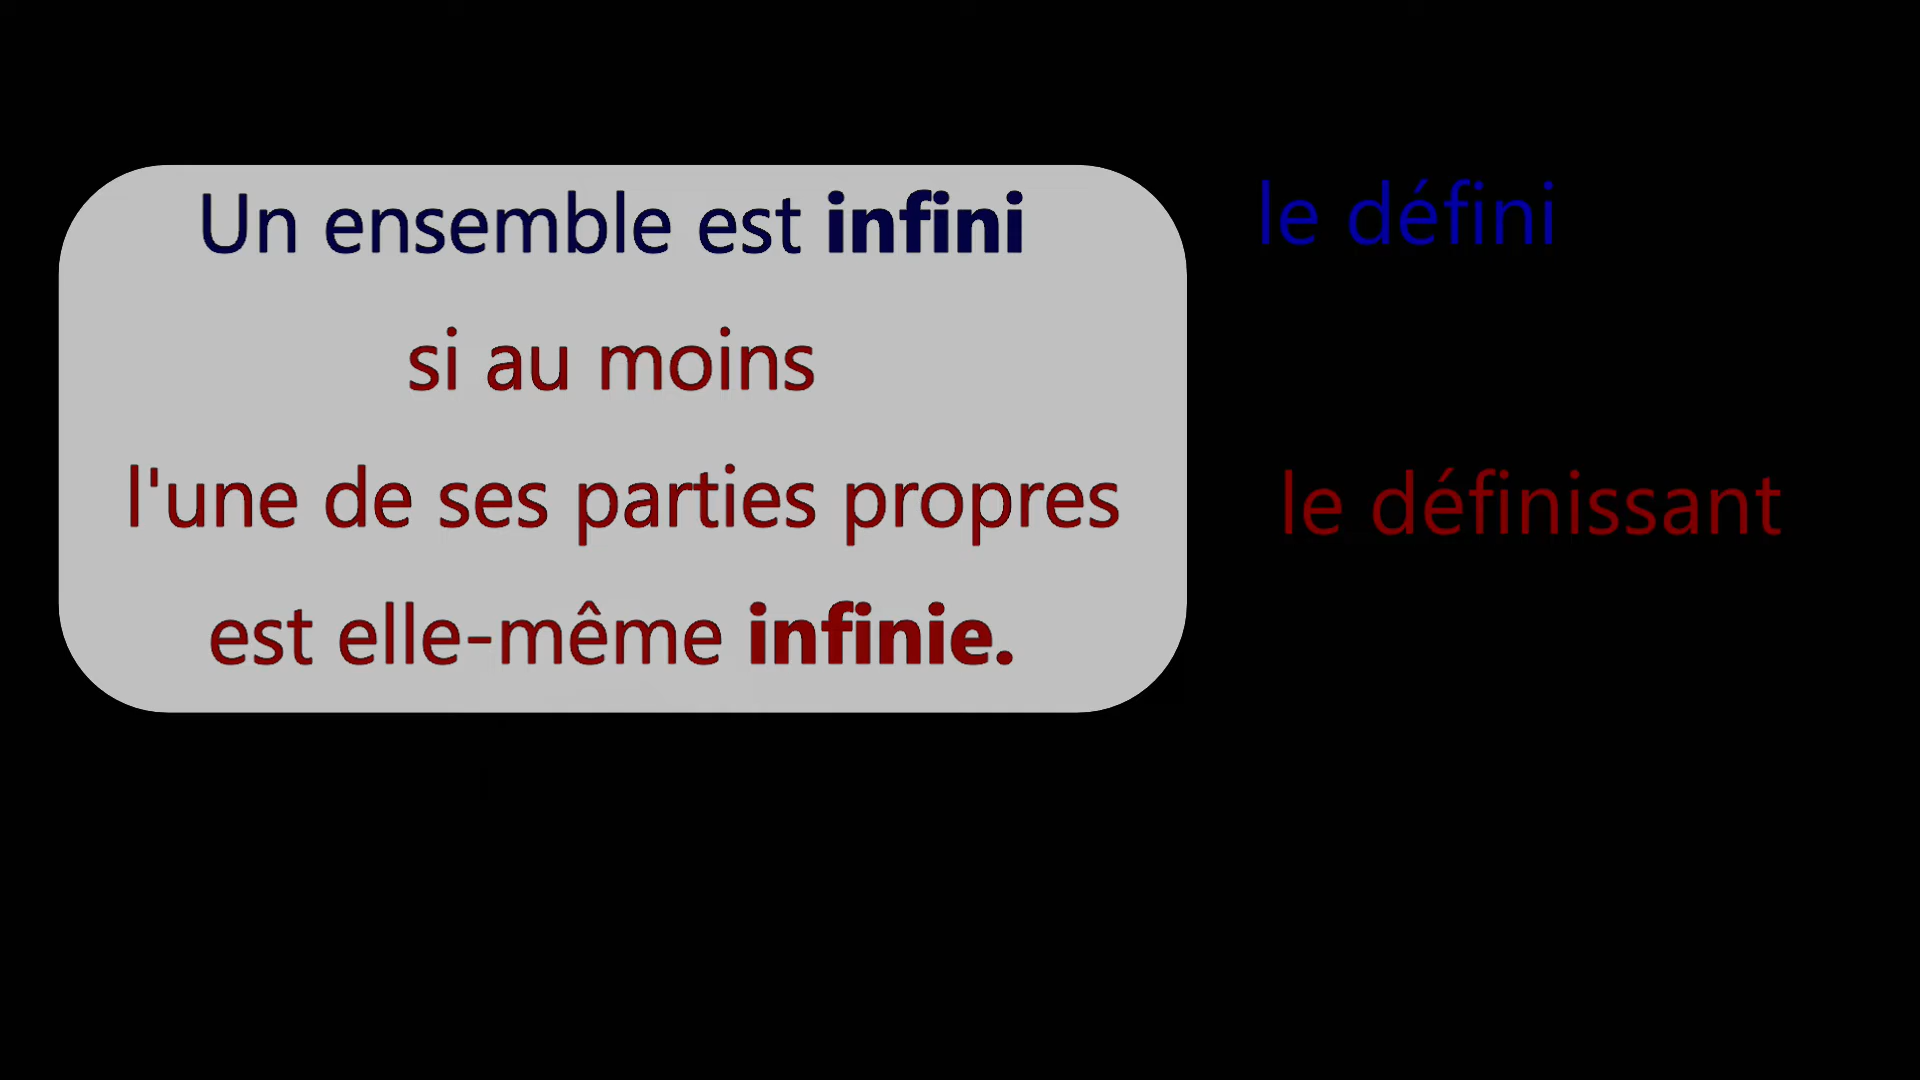 Un ensemble est infini
si au moins
l'une de ses parties propres
est elle-même infinie.
le défini
le définissant